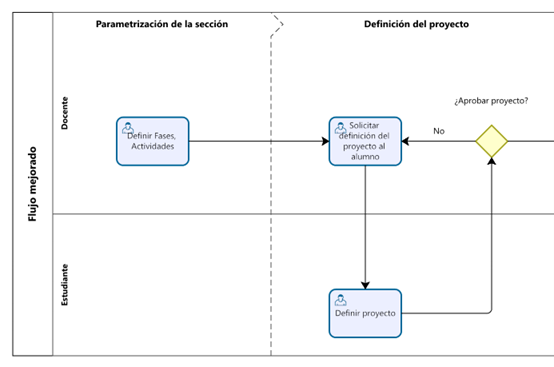 Parametrización de la sección
Definición del proyecto
Flujo mejorado
Docente
Definir Fases,
Actividades
Solicitar
definición del
proyecto al
alumno
No
¿Aprobar proyecto?
Estudiante
Definir proyecto